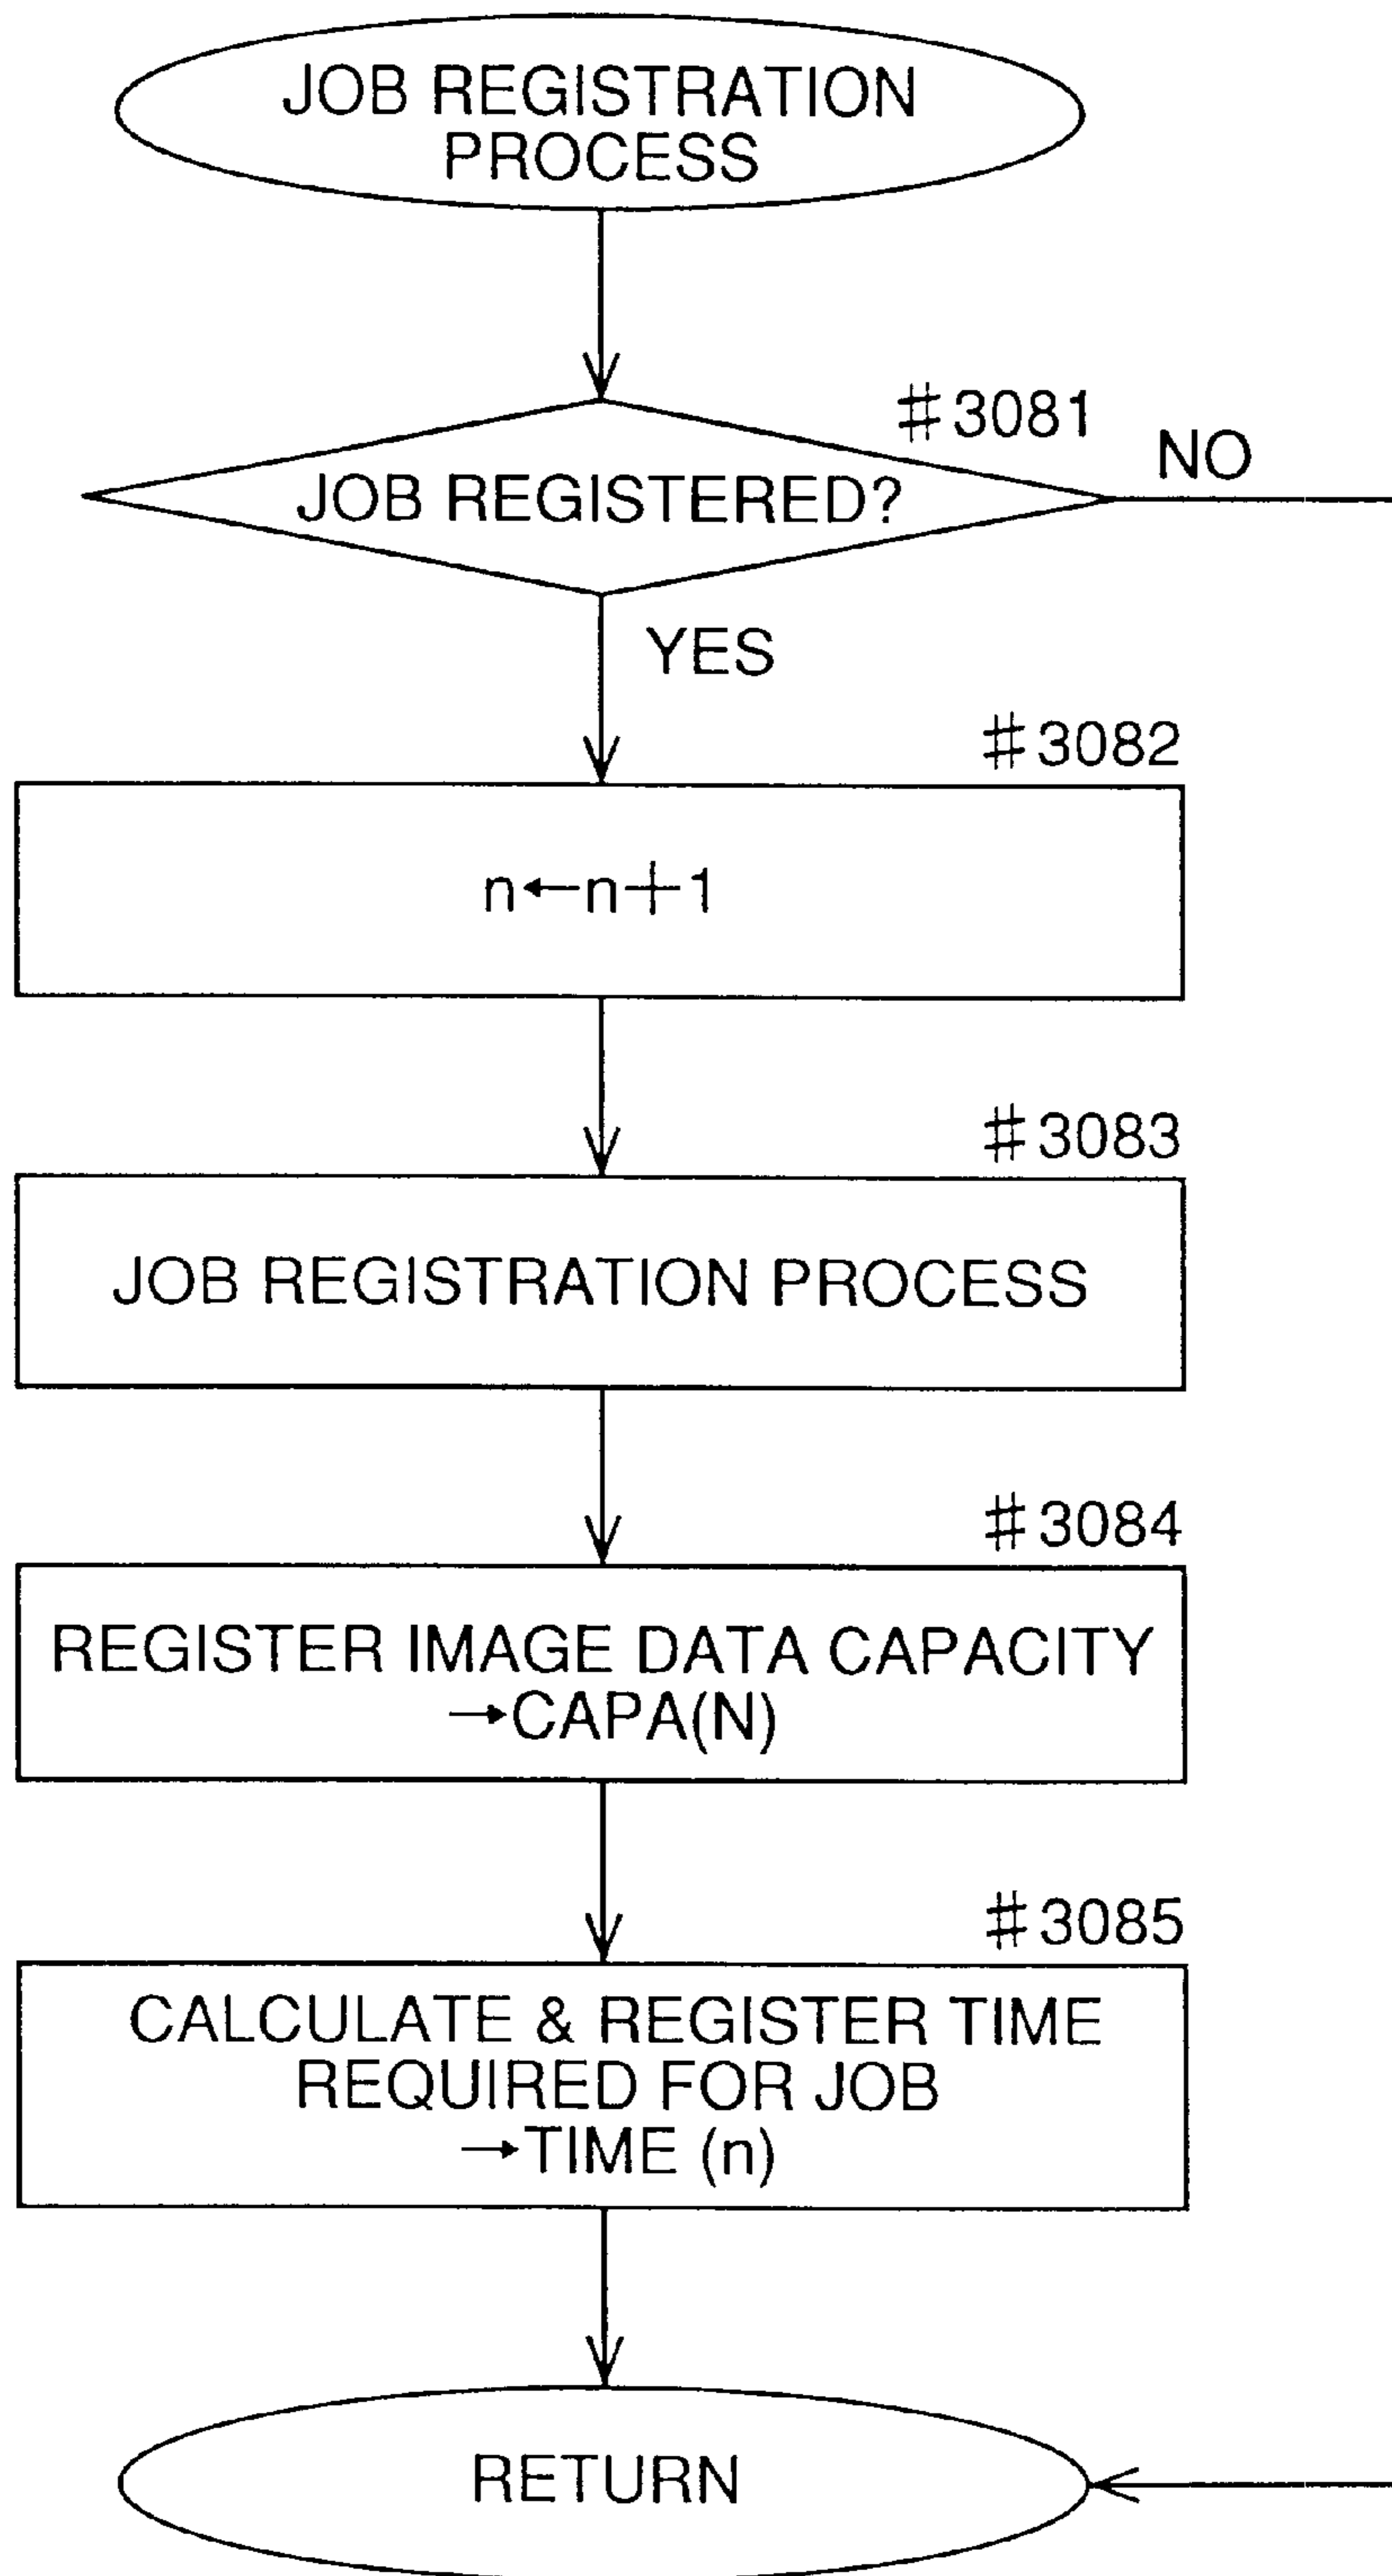 JOB REGISTRATION
PROCESS
#3081
NO
JOB REGISTERED?
YES
#3082
n←n+1
#3083
JOB REGISTRATION PROCESS
#3084
REGISTER IMAGE DATA CAPACITY
→CAPA(N)
#3085
CALCULATE & REGISTER TIME
REQUIRED FOR JOB
→TIME (n)
RETURN